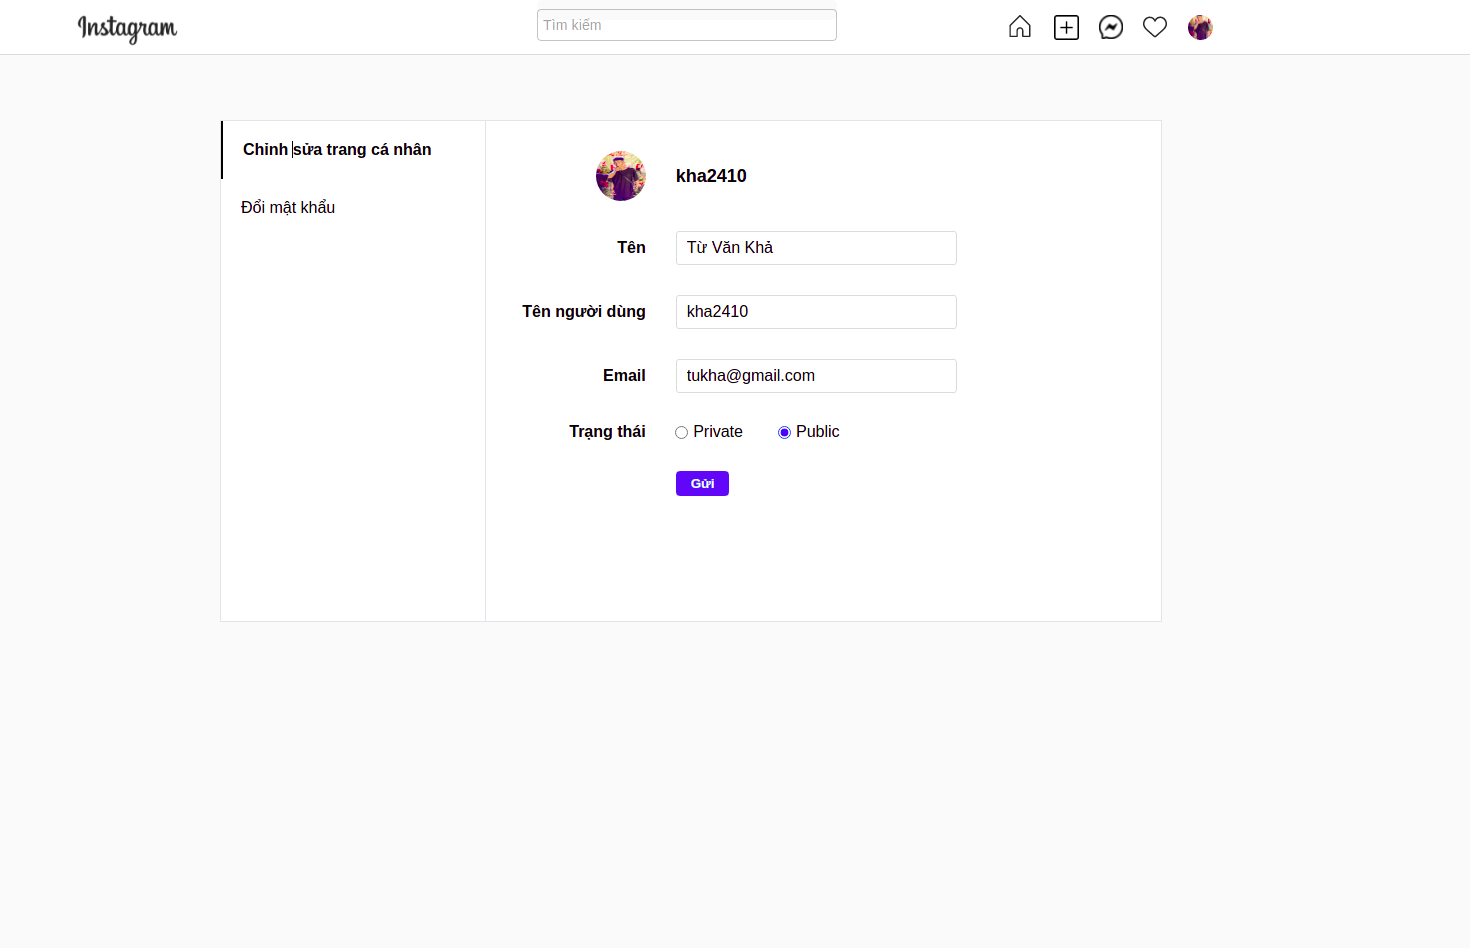 Instagram
Tìm kiếm
Chỉnh sửa trang cá nhân
Đổi mật khẩu
kha2410
Tên
Từ Văn Khả
Tên người dùng
kha2410
Email
tukha@gmail.com
Trạng thái
Private
Public
Gửi